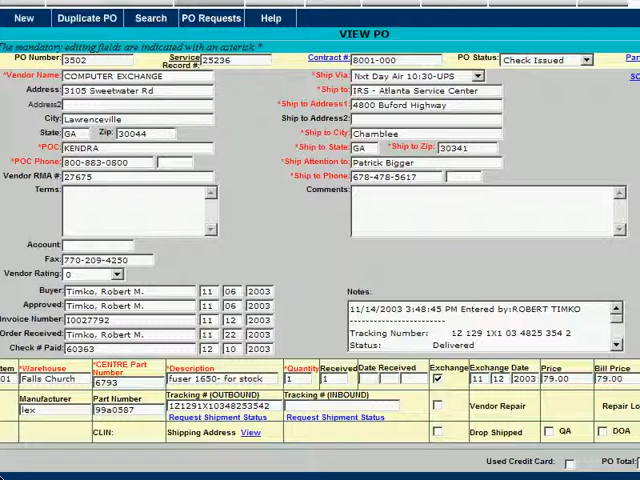 New Duplicate PO Search PO Requests Help
VIEW PO
The mandatory editing fields are indicated with an asterisk *
PO Number: 3502 Service Record #: 25236 Contract #: 8001-000 PO Status: Check Issued
*Vendor Name: COMPUTER EXCHANGE *Ship Via: Nxt Day Air 10:30-UPS
Address: 3105 Sweetwater Rd *Ship to: IRS - Atlanta Service Center
Address2 *Ship to Address1: 4800 Buford Highway
City: Lawrenceville Ship to Address2:
State: GA Zip: 30044 *Ship to City: Chamblee
*POC: KENDRA *Ship to State: GA *Ship to Zip: 30341
*POC Phone: 800-883-0800 *Ship Attention to: Patrick Bigger
Vendor RMA #: 27675 *Ship to Phone: 678-478-5617
Terms: Comments:
Account:
Fax: 770-209-4250
Vendor Rating: 0
Buyer: Timko, Robert M. 11 06 2003 Notes:
Approved: Timko, Robert M. 11 06 2003 11/14/2003 3:48:45 PM Entered by:ROBERT TIMKO
Invoice Number: I0027792 11 12 2003 ----------------------
Order Received: Timko, Robert M. 11 22 2003 Tracking Number: 1Z 129 1X1 03 4825 354 2
Check # Paid: 60363 12 10 2003 Status: Delivered
Item *Warehouse *CENTRE Part Number *Description *Quantity Received Date Received Exchange Exchange Date Price Bill Price
01 Falls Church 6793 fuser 1650- for stock 1 1 11 12 2003 79.00 79.00
Manufacturer Part Number Tracking # (OUTBOUND) Tracking # (INBOUND) Vendor Repair Repair Lo
lex 99a0587 1Z1291X10348253542
Request Shipment Status Request Shipment Status
CLIN: Shipping Address View Drop Shipped QA DOA
Used Credit Card: PO Total: